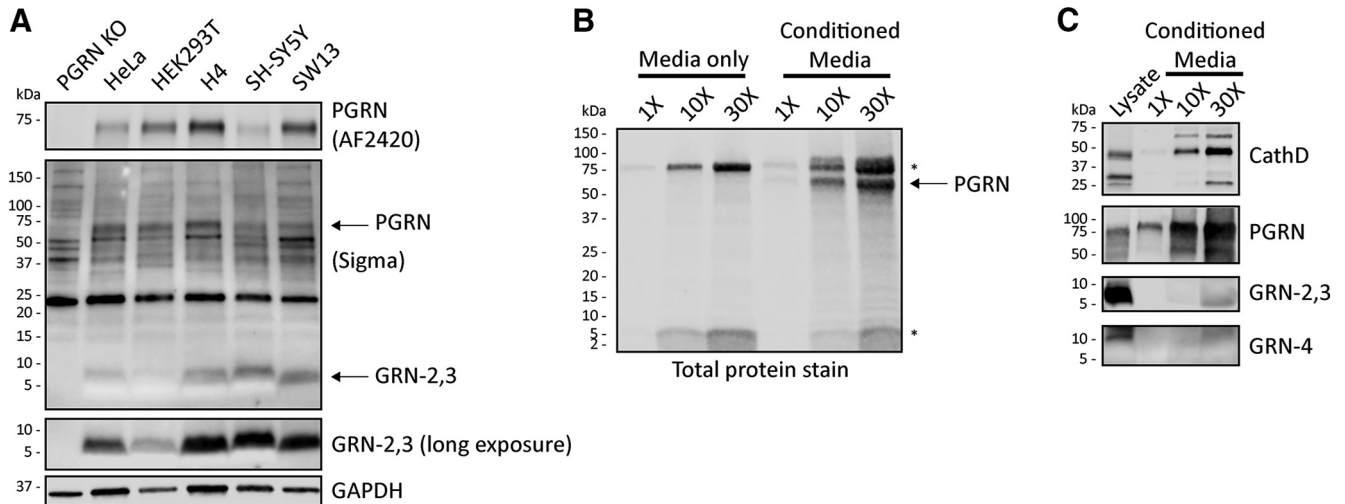 A
PGRN KO
HeLa
HEK293T
H4
SH-SY5Y
SW13
kDa
75 -
PGRN
(AF2420)
150 -
100 -
75 -
50 -
37 -
25 -
20 -
15 -
10 -
5 -
PGRN
(Sigma)
GRN-2,3
10 -
5 -
GRN-2,3 (long exposure)
37 -
GAPDH
B
Media only
Conditioned
Media
kDa
1X
10X
30X
1X
10X
30X
150 -
100 -
75 -
50 -
37 -
25 -
20 -
15 -
10 -
5 -
2 -
*
PGRN
*
Total protein stain
C
Conditioned
Media
kDa
Lysate
1X
10X
30X
75 -
50 -
37 -
25 -
CathD
100 -
75 -
50 -
PGRN
10 -
5 -
GRN-2,3
10 -
5 -
GRN-4